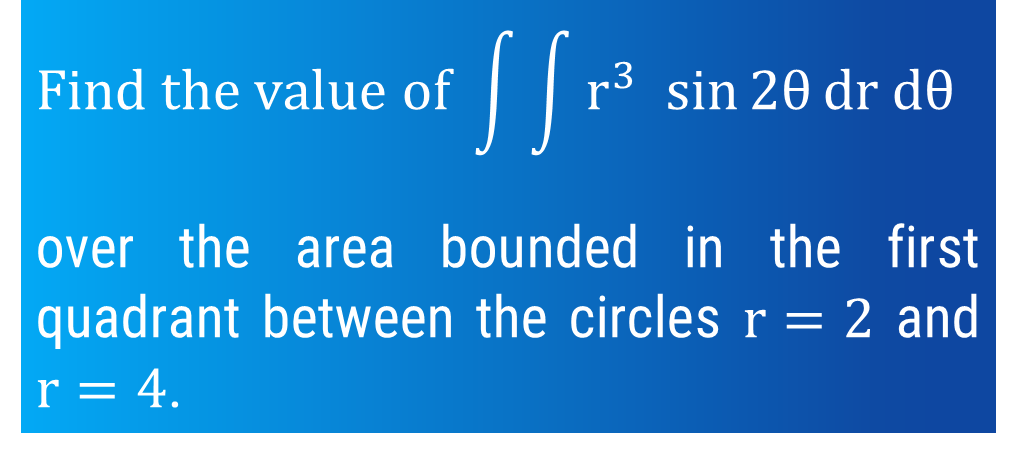 Find the value of ∫ ∫ r³ sin 2θ dr dθ
over the area bounded in the first
quadrant between the circles r = 2 and
r = 4.